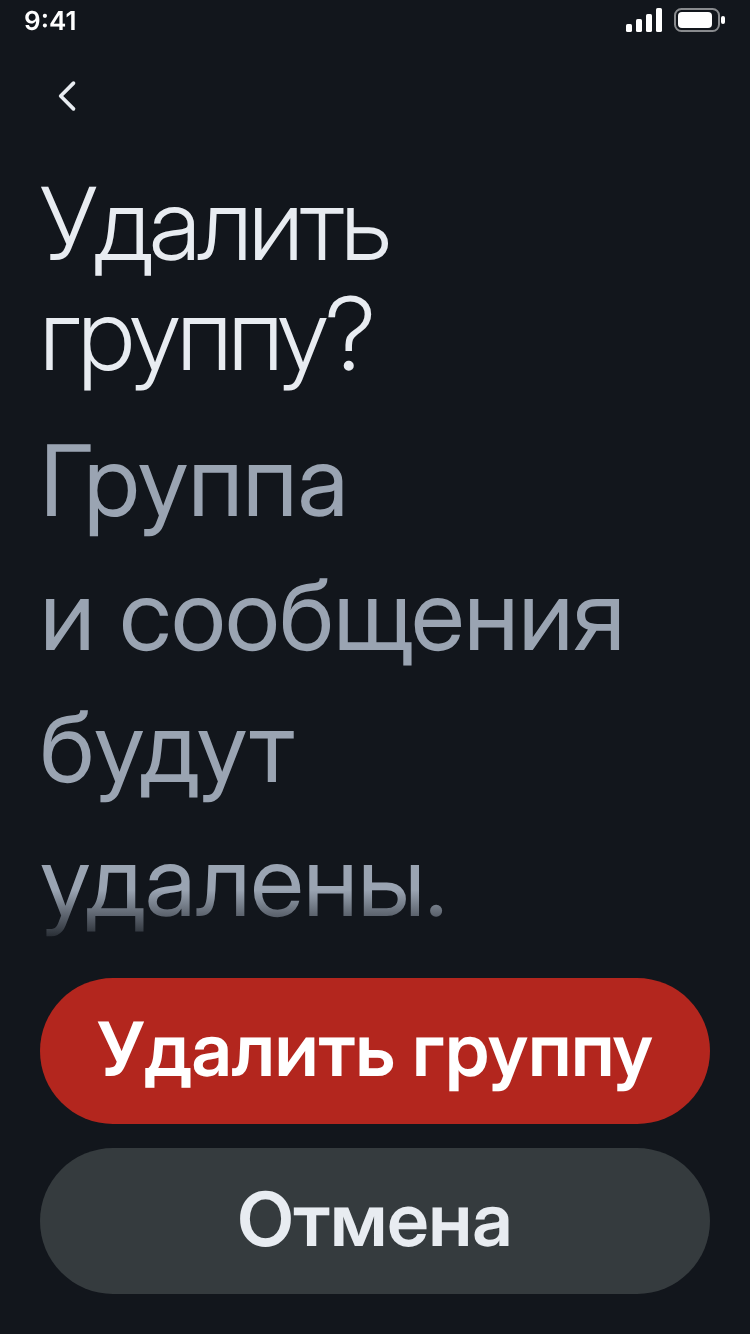 9:41
Удалить
группу?
Группа
и сообщения
будут
удалены.
Удалить группу
Отмена